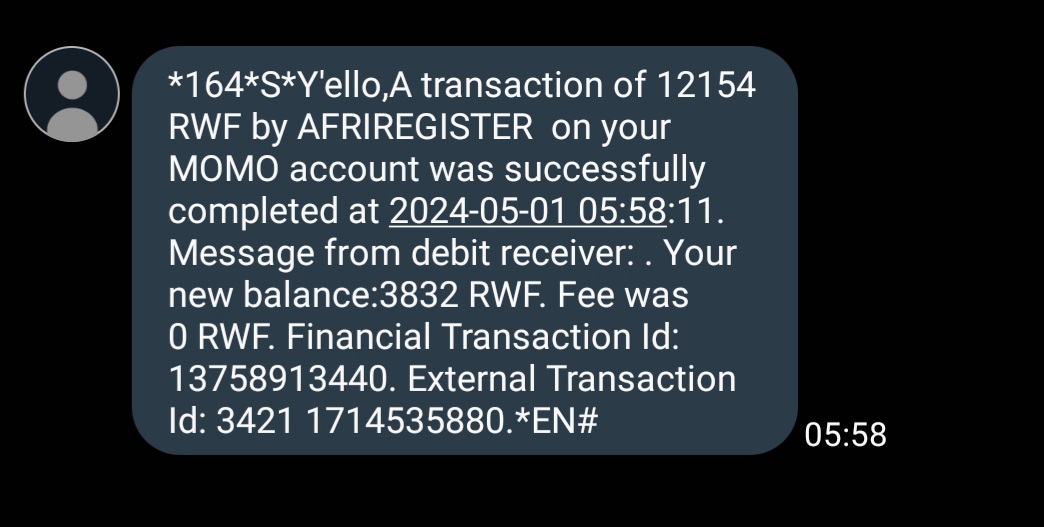 *164*S*Y'ello,A transaction of 12154
RWF by AFRIREGISTER  on your
MOMO account was successfully
completed at 2024-05-01 05:58:11.
Message from debit receiver: . Your
new balance:3832 RWF. Fee was
0 RWF. Financial Transaction Id:
13758913440. External Transaction
Id: 3421 1714535880.*EN#
05:58